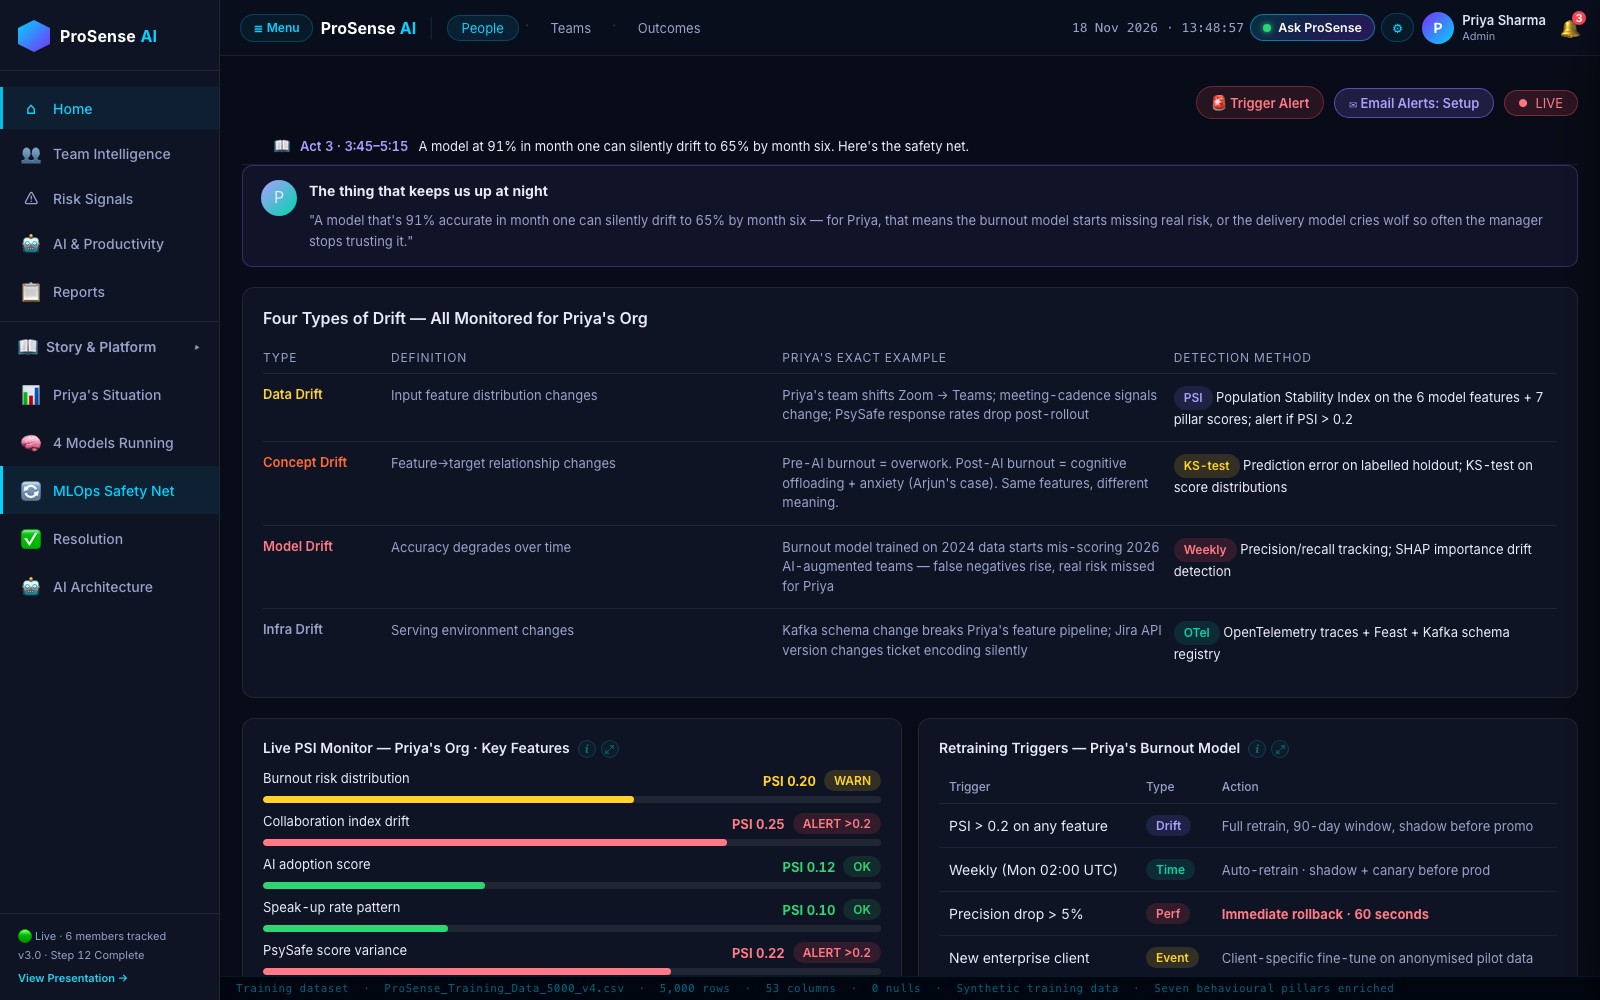 ProSense AI
Home
Team Intelligence
Risk Signals
AI & Productivity
Reports
Story & Platform
Priya's Situation
4 Models Running
MLOps Safety Net
Resolution
AI Architecture
Live · 6 members tracked
v3.0 · Step 12 Complete
View Presentation →
≡ Menu
ProSense AI
People · Teams · Outcomes
18 Nov 2026 · 13:48:57
Ask ProSense
P
Priya Sharma
Admin
3
Trigger Alert
Email Alerts: Setup
LIVE
Act 3 · 3:45–5:15 A model at 91% in month one can silently drift to 65% by month six. Here's the safety net.
P
The thing that keeps us up at night
"A model that's 91% accurate in month one can silently drift to 65% by month six — for Priya, that means the burnout model starts missing real risk, or the delivery model cries wolf so often the manager
stops trusting it."
Four Types of Drift — All Monitored for Priya's Org
TYPE DEFINITION PRIYA'S EXACT EXAMPLE DETECTION METHOD
Data Drift
Input feature distribution changes
Priya's team shifts Zoom → Teams; meeting-cadence signals
change; PsySafe response rates drop post-rollout
PSI Population Stability Index on the 6 model features + 7
pillar scores; alert if PSI > 0.2
Concept Drift
Feature→target relationship changes
Pre-AI burnout = overwork. Post-AI burnout = cognitive
offloading + anxiety (Arjun's case). Same features, different
meaning.
KS-test Prediction error on labelled holdout; KS-test on
score distributions
Model Drift
Accuracy degrades over time
Burnout model trained on 2024 data starts mis-scoring 2026
AI-augmented teams — false negatives rise, real risk missed
for Priya
Weekly Precision/recall tracking; SHAP importance drift
detection
Infra Drift
Serving environment changes
Kafka schema change breaks Priya's feature pipeline; Jira API
version changes ticket encoding silently
OTel OpenTelemetry traces + Feast + Kafka schema
registry
Live PSI Monitor — Priya's Org · Key Features i
Burnout risk distribution PSI 0.20 WARN
Collaboration index drift PSI 0.25 ALERT >0.2
AI adoption score PSI 0.12 OK
Speak-up rate pattern PSI 0.10 OK
PsySafe score variance PSI 0.22 ALERT >0.2
Retraining Triggers — Priya's Burnout Model i
Trigger Type Action
PSI > 0.2 on any feature Drift Full retrain, 90-day window, shadow before promo
Weekly (Mon 02:00 UTC) Time Auto-retrain · shadow + canary before prod
Precision drop > 5% Perf Immediate rollback · 60 seconds
New enterprise client Event Client-specific fine-tune on anonymised pilot data
Training dataset · ProSense_Training_Data_5000_v4.csv · 5,000 rows · 53 columns · 0 nulls · Synthetic training data · Seven behavioural pillars enriched